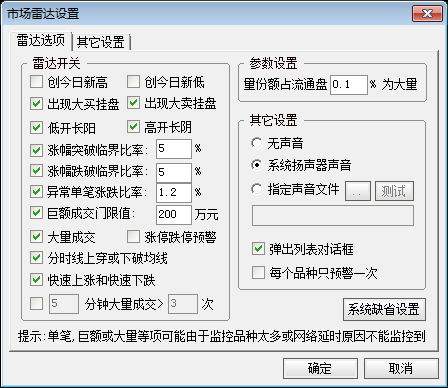 市场雷达设置
雷达选项 其它设置
雷达开关
创今日新高 创今日新低
出现大买挂盘 出现大卖挂盘
低开长阳 高开长阴
涨幅突破临界比率: 5 %
涨幅跌破临界比率: 5 %
异常单笔涨跌比率: 1.2 %
巨额成交门限值: 200 万元
大量成交 涨停跌停预警
分时线上穿或下破均线
快速上涨和快速下跌
5 分钟大量成交> 3 次
参数设置
量份额占流通盘 0.1 % 为大量
其它设置
无声音
系统扬声器声音
指定声音文件 .. 测试
弹出列表对话框
每个品种只预警一次
系统缺省设置
提示:单笔,巨额或大量等项可能由于监控品种太多或网络延时原因不能监控到
确定 取消